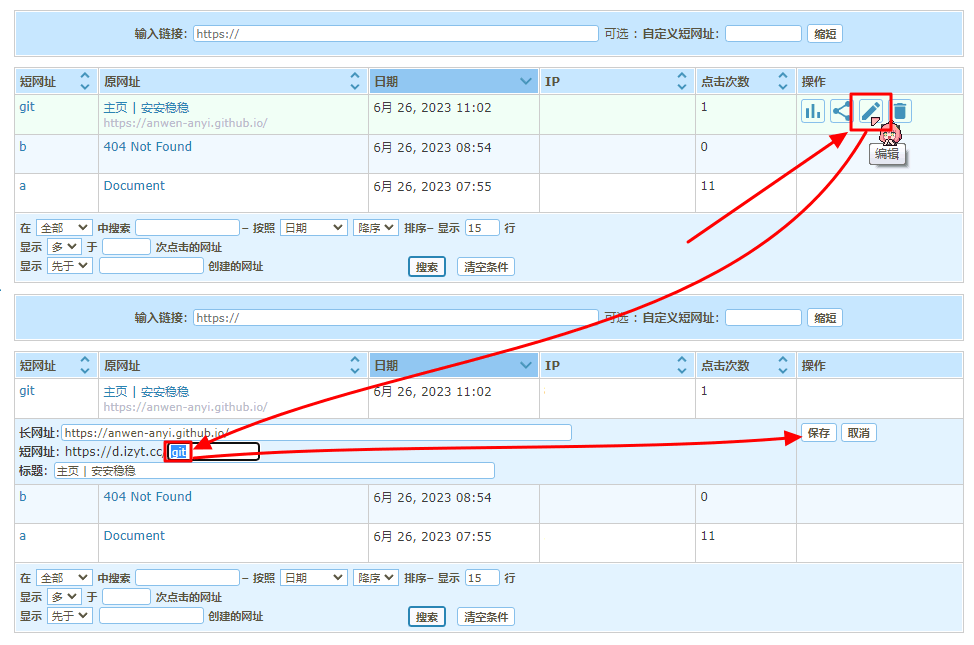 输入链接: https:// 可选 : 自定义短网址: 缩短
短网址 原网址 日期 IP 点击次数 操作
git 主页 | 安安稳稳 6月 26, 2023 11:02 1
https://anwen-anyi.github.io/
编辑
b 404 Not Found 6月 26, 2023 08:54 0
a Document 6月 26, 2023 07:55 11
在 全部 中搜索 – 按照 日期 降序 排序– 显示 15 行
显示 多 于 次点击的网址
显示 先于 创建的网址 搜索 清空条件
输入链接: https:// 可选 : 自定义短网址: 缩短
短网址 原网址 日期 IP 点击次数 操作
git 主页 | 安安稳稳 6月 26, 2023 11:02 1
https://anwen-anyi.github.io/
长网址: https://anwen-anyi.github.io/ 保存 取消
短网址: https://d.izyt.cc/ git
标题: 主页 | 安安稳稳
b 404 Not Found 6月 26, 2023 08:54 0
a Document 6月 26, 2023 07:55 11
在 全部 中搜索 – 按照 日期 降序 排序– 显示 15 行
显示 多 于 次点击的网址
显示 先于 创建的网址 搜索 清空条件